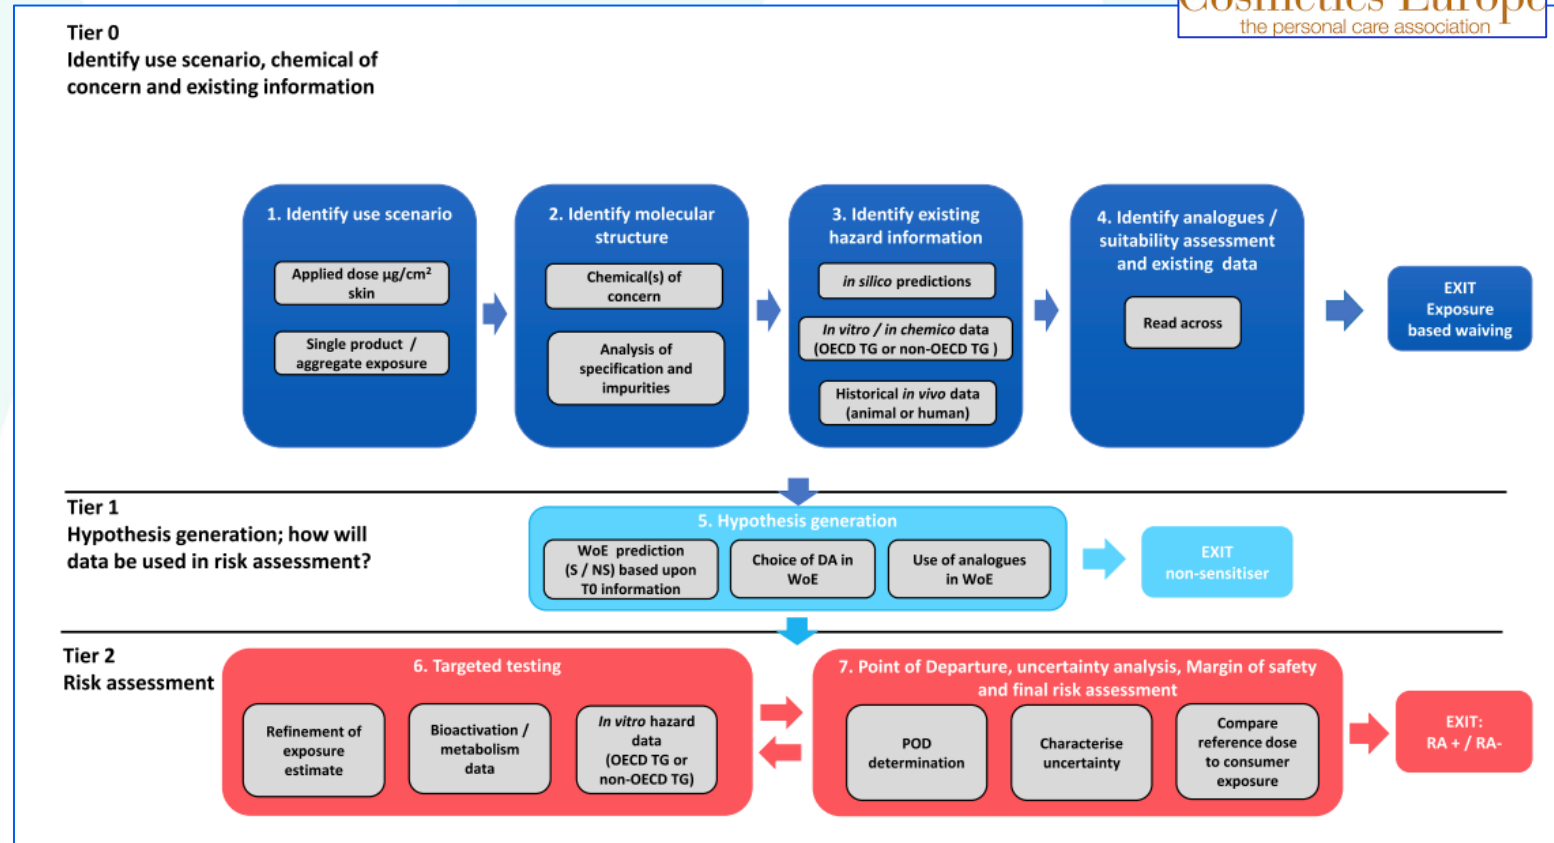 Cosmetics Europe
the personal care association
Tier 0
Identify use scenario, chemical of
concern and existing information
1. Identify use scenario
Applied dose µg/cm²
skin
Single product /
aggregate exposure
2. Identify molecular
structure
Chemical(s) of
concern
Analysis of
specification and
impurities
3. Identify existing
hazard information
in silico predictions
In vitro / in chemico data
(OECD TG or non-OECD TG )
Historical in vivo data
(animal or human)
4. Identify analogues /
suitability assessment
and existing data
Read across
EXIT
Exposure
based waiving
Tier 1
Hypothesis generation; how will
data be used in risk assessment?
5. Hypothesis generation
WoE prediction
(S / NS) based upon
T0 information
Choice of DA in
WoE
Use of analogues
in WoE
EXIT
non-sensitiser
Tier 2
Risk assessment
6. Targeted testing
Refinement of
exposure
estimate
Bioactivation /
metabolism
data
In vitro hazard
data
(OECD TG or
non-OECD TG)
7. Point of Departure, uncertainty analysis, Margin of safety
and final risk assessment
POD
determination
Characterise
uncertainty
Compare
reference dose
to consumer
exposure
EXIT:
RA + / RA-